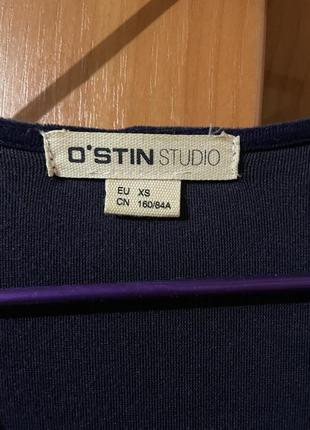 O'STIN STUDIO
EU XS
CN 160/84A